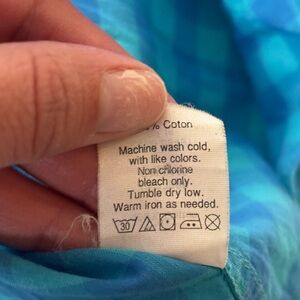 % Coton
Machine wash cold,
with like colors.
Non-chlorine
bleach only.
Tumble dry low.
Warm iron as needed.
30